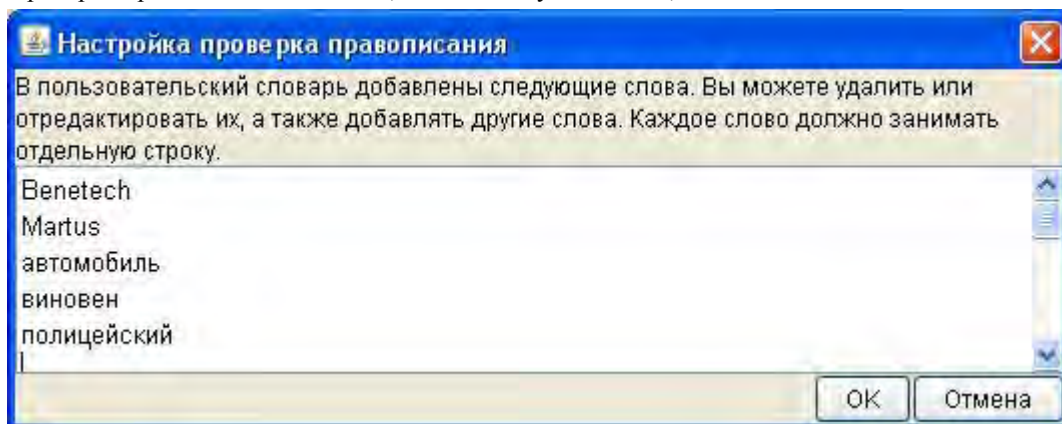 Настройка проверка правописания
В пользовательский словарь добавлены следующие слова. Вы можете удалить или
отредактировать их, а также добавлять другие слова. Каждое слово должно занимать
отдельную строку.
Benetech
Martus
автомобиль
виновен
полицейский
OK Отмена